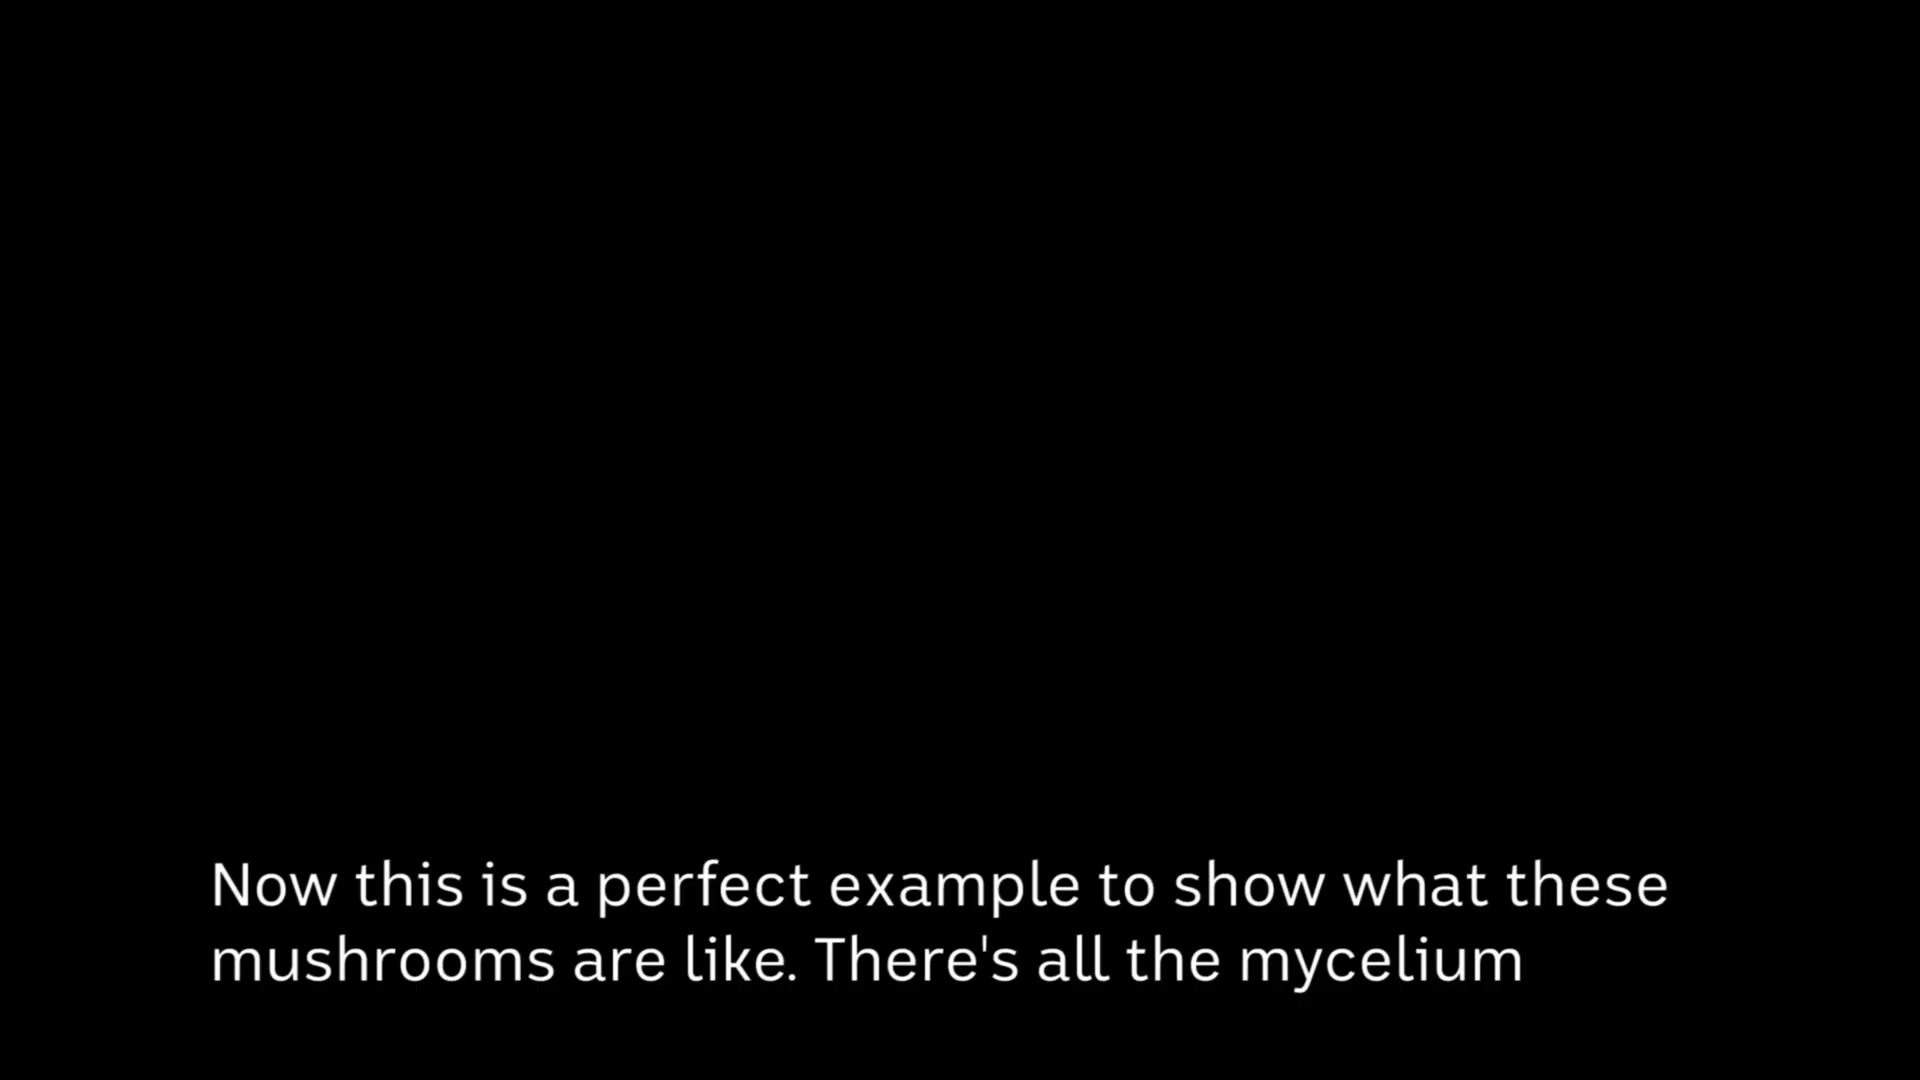 Now this is a perfect example to show what these
mushrooms are like. There's all the mycelium